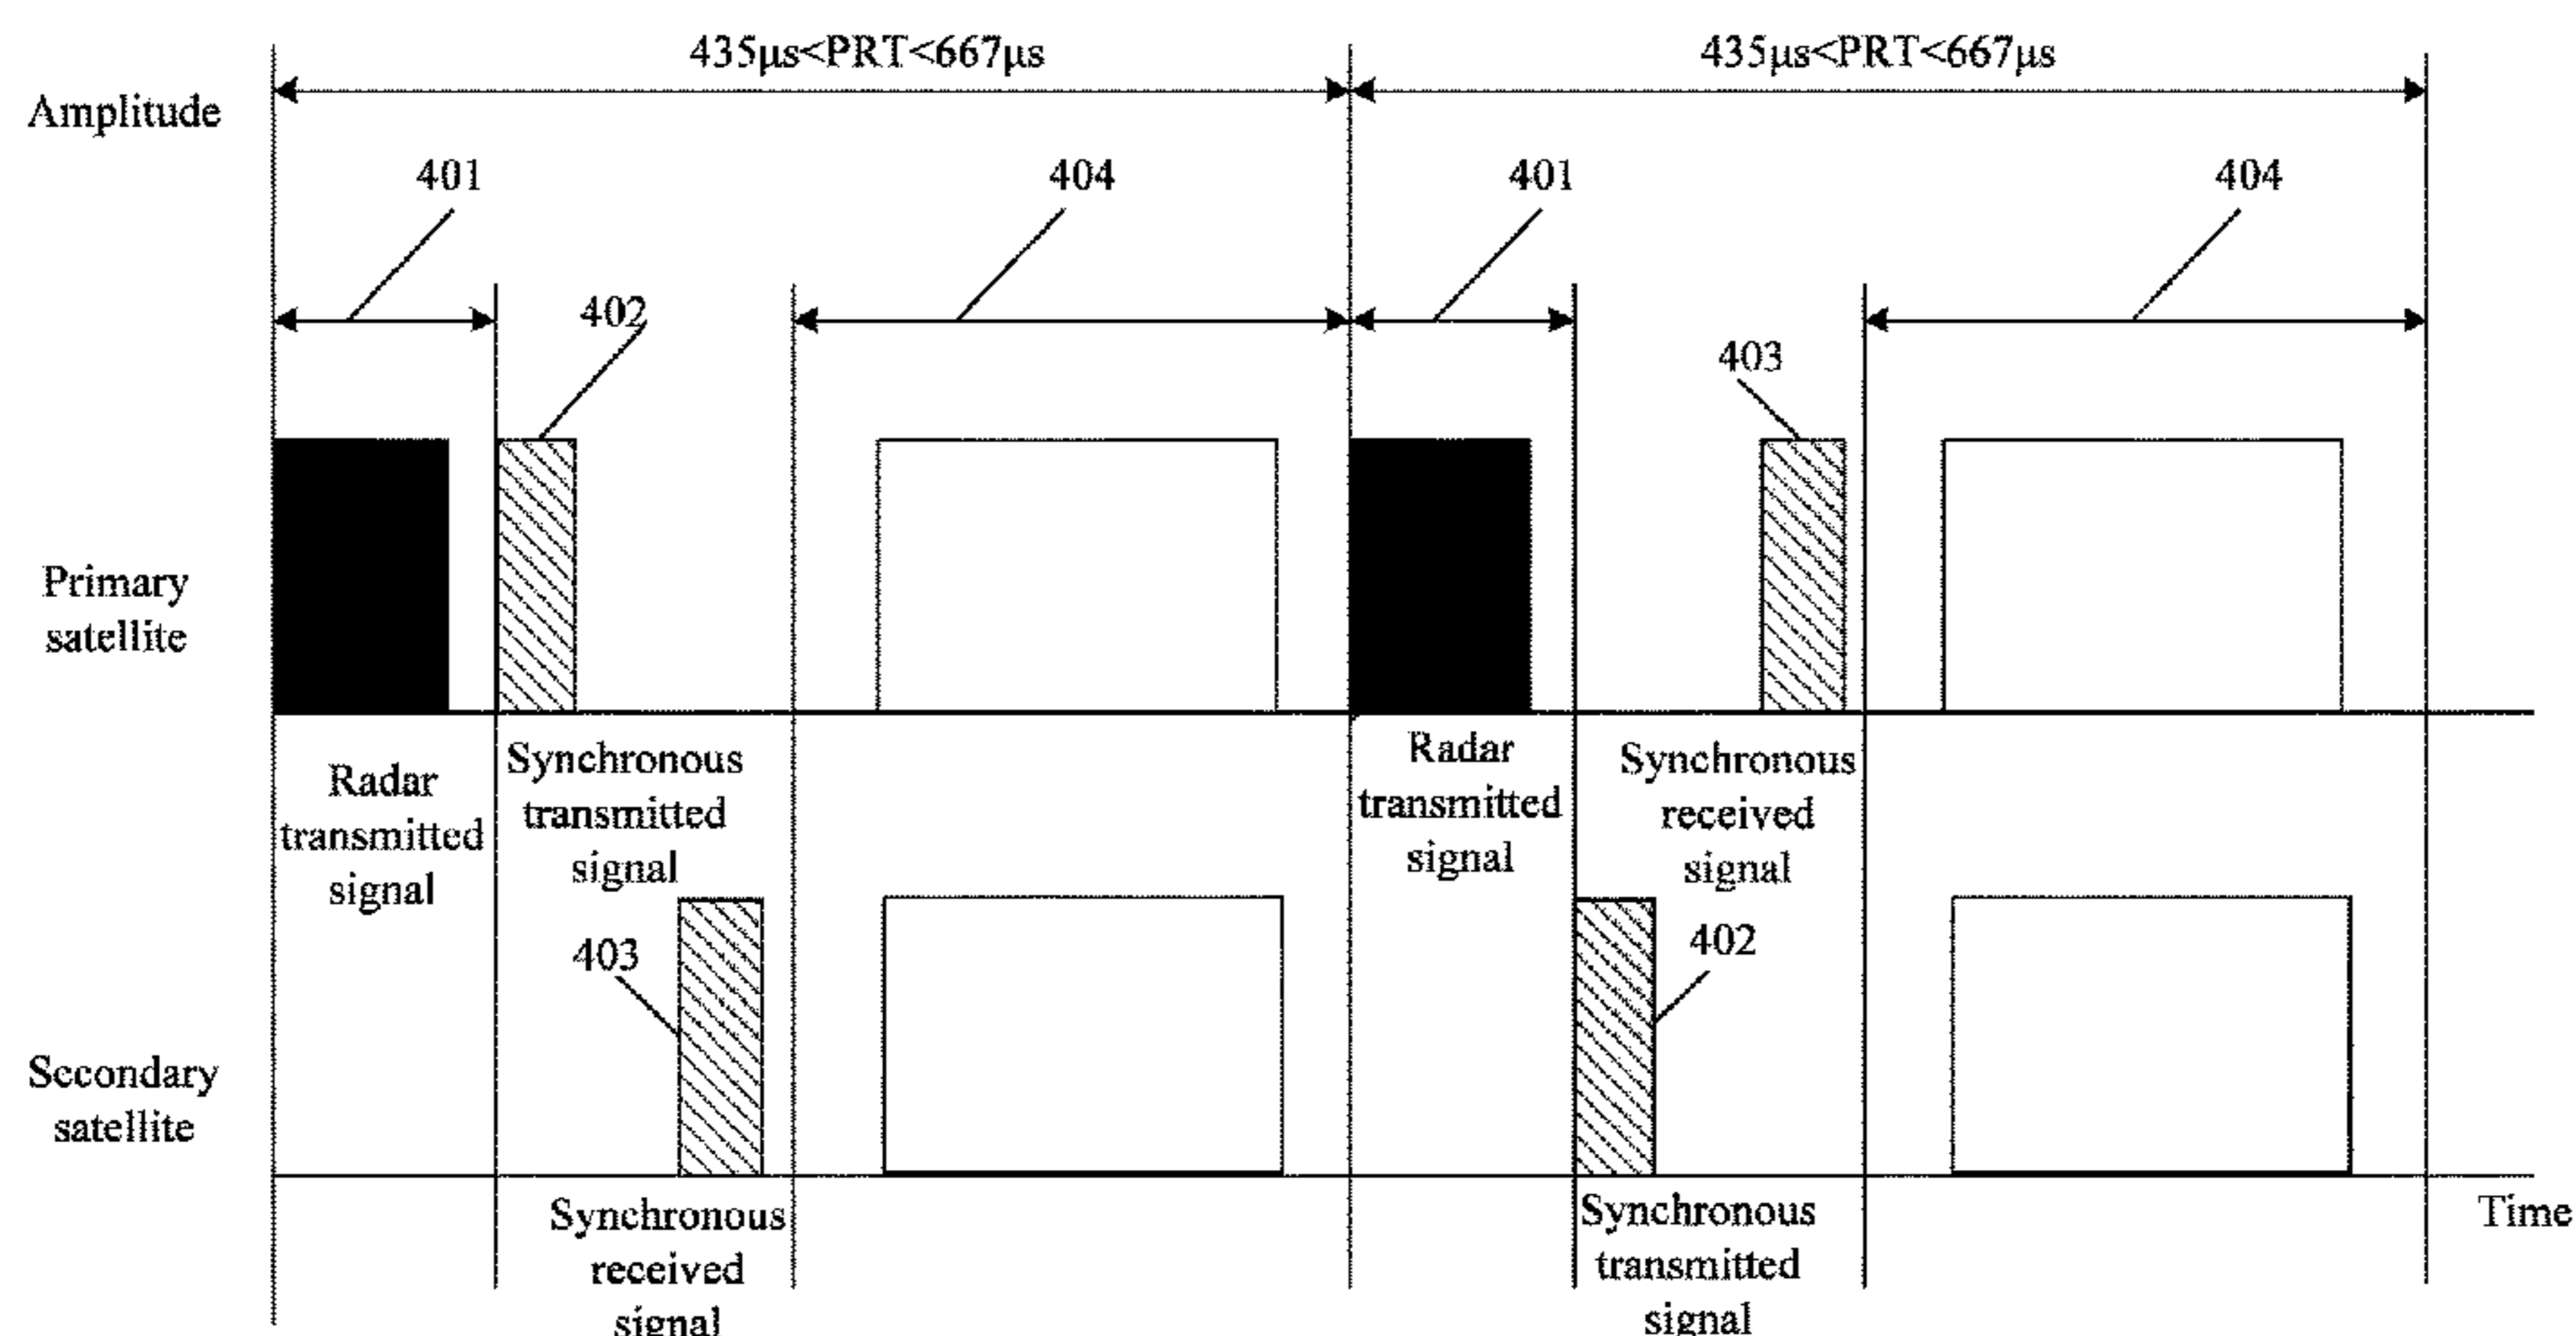 435μs<PRT<667μs
435μs<PRT<667μs
Amplitude
401
404
401
404
402
403
Primary
satellite
Radar
transmitted
signal
Synchronous
transmitted
signal
Radar
transmitted
signal
Synchronous
received
signal
403
402
Secondary
satellite
Synchronous
received
signal
Synchronous
transmitted
signal
Time